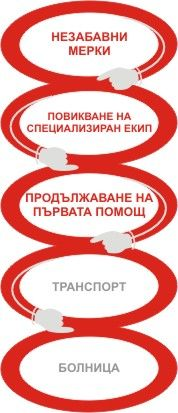 НЕЗАБАВНИ
МЕРКИ
ПОВИКВАНЕ НА
СПЕЦИАЛИЗИРАН ЕКИП
ПРОДЪЛЖАВАНЕ НА
ПЪРВАТА ПОМОЩ
ТРАНСПОРТ
БОЛНИЦА